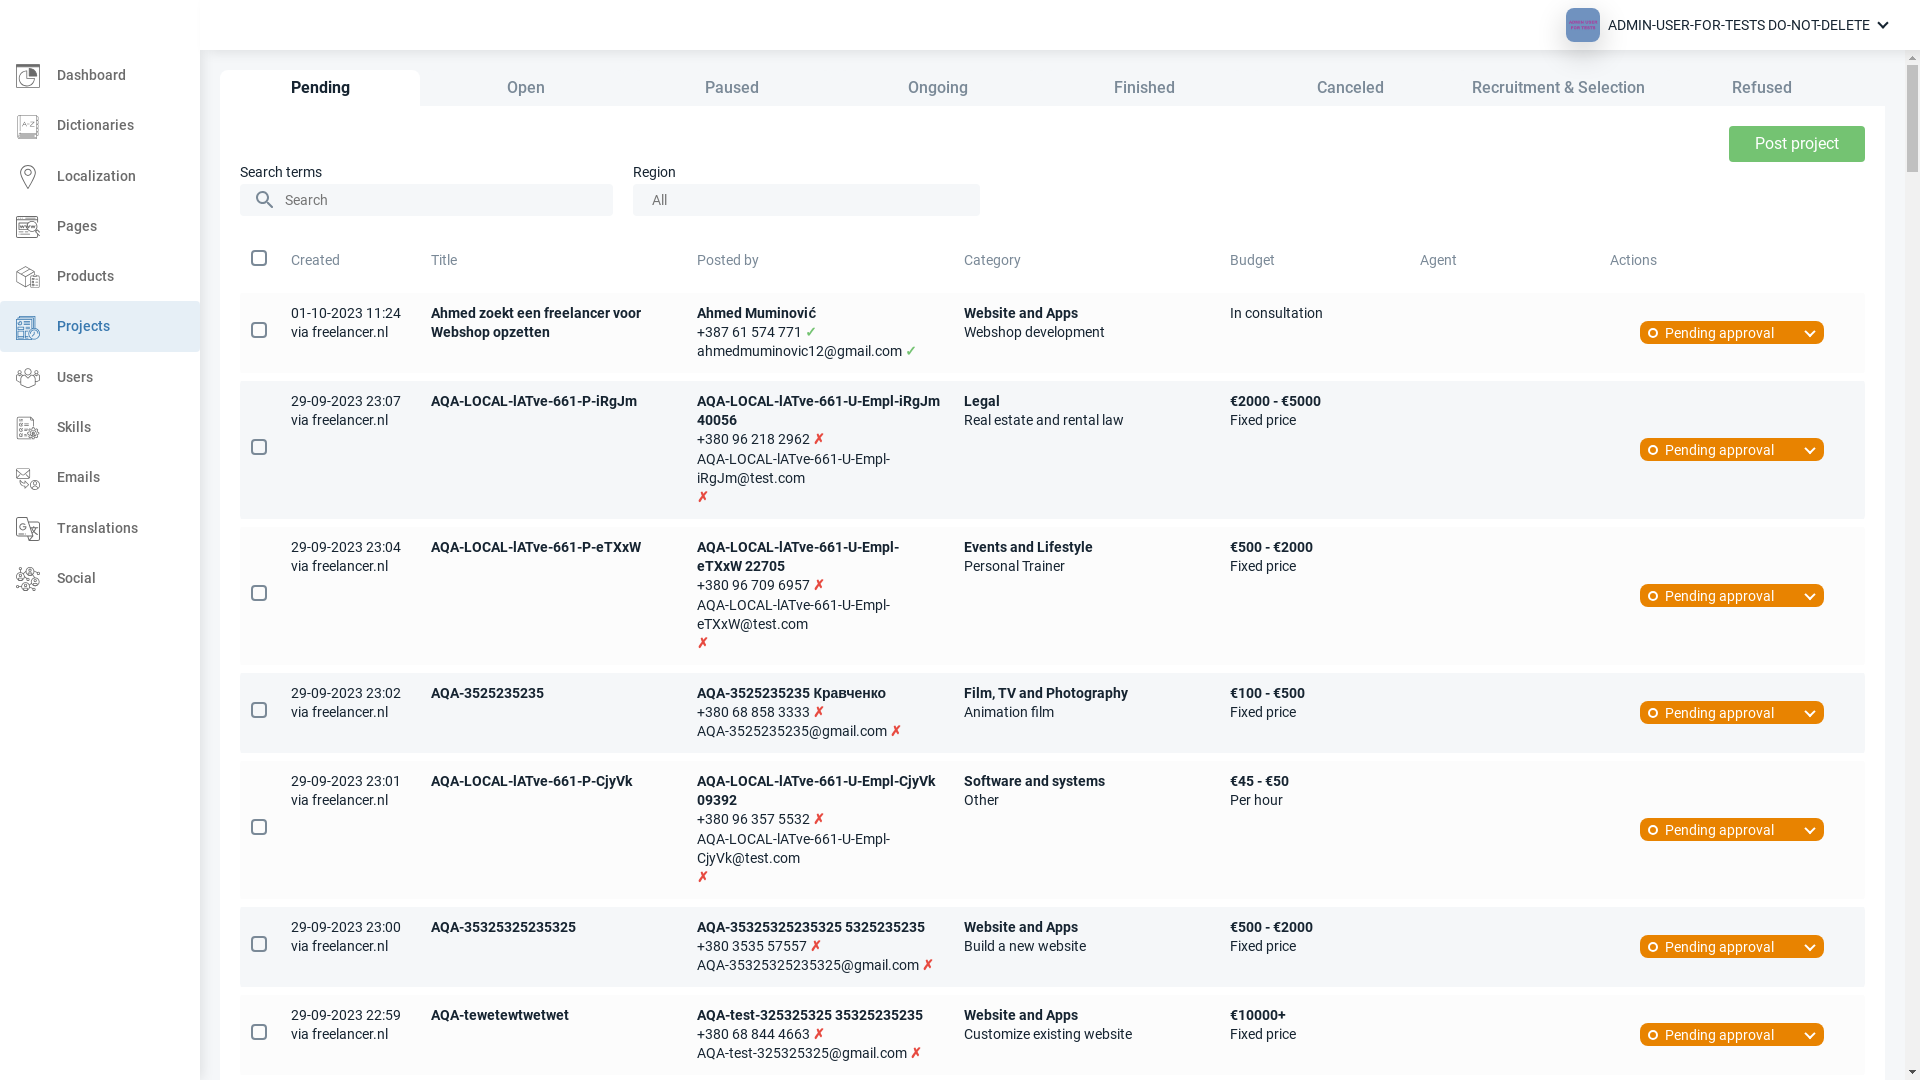 ADMIN-USER-FOR-TESTS DO-NOT-DELETE
Dashboard
Dictionaries
Localization
Pages
Products
Projects
Users
Skills
Emails
Translations
Social
Pending
Open
Paused
Ongoing
Finished
Canceled
Recruitment & Selection
Refused
Post project
Search terms
Region
Search
All
Created
Title
Posted by
Category
Budget
Agent
Actions
01-10-2023 11:24
via freelancer.nl
Ahmed zoekt een freelancer voor
Webshop opzetten
Ahmed Muminović
+387 61 574 771 ✓
ahmedmuminovic12@gmail.com ✓
Website and Apps
Webshop development
In consultation
Pending approval
29-09-2023 23:07
via freelancer.nl
AQA-LOCAL-lATve-661-P-iRgJm
AQA-LOCAL-lATve-661-U-Empl-iRgJm
40056
+380 96 218 2962 ✗
AQA-LOCAL-lATve-661-U-Empl-
iRgJm@test.com
✗
Legal
Real estate and rental law
€2000 - €5000
Fixed price
Pending approval
29-09-2023 23:04
via freelancer.nl
AQA-LOCAL-lATve-661-P-eTXxW
AQA-LOCAL-lATve-661-U-Empl-
eTXxW 22705
+380 96 709 6957 ✗
AQA-LOCAL-lATve-661-U-Empl-
eTXxW@test.com
✗
Events and Lifestyle
Personal Trainer
€500 - €2000
Fixed price
Pending approval
29-09-2023 23:02
via freelancer.nl
AQA-3525235235
AQA-3525235235 Кравченко
+380 68 858 3333 ✗
AQA-3525235235@gmail.com ✗
Film, TV and Photography
Animation film
€100 - €500
Fixed price
Pending approval
29-09-2023 23:01
via freelancer.nl
AQA-LOCAL-lATve-661-P-CjyVk
AQA-LOCAL-lATve-661-U-Empl-CjyVk
09392
+380 96 357 5532 ✗
AQA-LOCAL-lATve-661-U-Empl-
CjyVk@test.com
✗
Software and systems
Other
€45 - €50
Per hour
Pending approval
29-09-2023 23:00
via freelancer.nl
AQA-35325325235325
AQA-35325325235325 5325235235
+380 3535 57557 ✗
AQA-35325325235325@gmail.com ✗
Website and Apps
Build a new website
€500 - €2000
Fixed price
Pending approval
29-09-2023 22:59
via freelancer.nl
AQA-tewetewtwetwet
AQA-test-325325325 35325235235
+380 68 844 4663 ✗
AQA-test-325325325@gmail.com ✗
Website and Apps
Customize existing website
€10000+
Fixed price
Pending approval